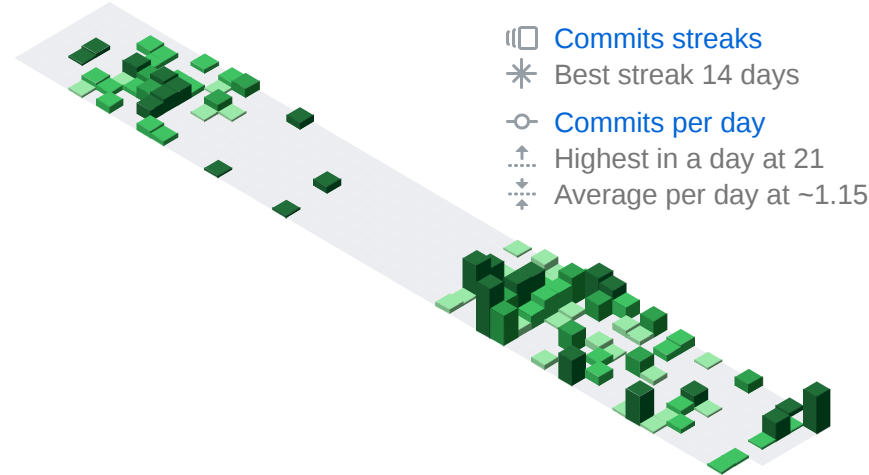 Commits streaks
Best streak 14 days
Commits per day
Highest in a day at 21
Average per day at ~1.15